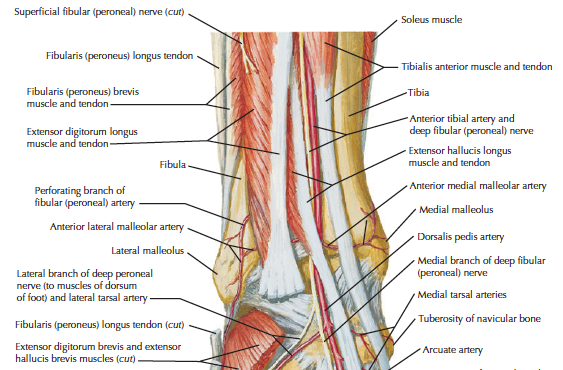 Superficial fibular (peroneal) nerve (cut)
Fibularis (peroneus) longus tendon
Fibularis (peroneus) brevis
muscle and tendon
Extensor digitorum longus
muscle and tendon
Fibula
Perforating branch of
fibular (peroneal) artery
Anterior lateral malleolar artery
Lateral malleolus
Lateral branch of deep peroneal
nerve (to muscles of dorsum
of foot) and lateral tarsal artery
Fibularis (peroneus) longus tendon (cut)
Extensor digitorum brevis and extensor
hallucis brevis muscles (cut)
Soleus muscle
Tibialis anterior muscle and tendon
Tibia
Anterior tibial artery and
deep fibular (peroneal) nerve
Extensor hallucis longus
muscle and tendon
Anterior medial malleolar artery
Medial malleolus
Dorsalis pedis artery
Medial branch of deep fibular
(peroneal) nerve
Medial tarsal arteries
Tuberosity of navicular bone
Arcuate artery